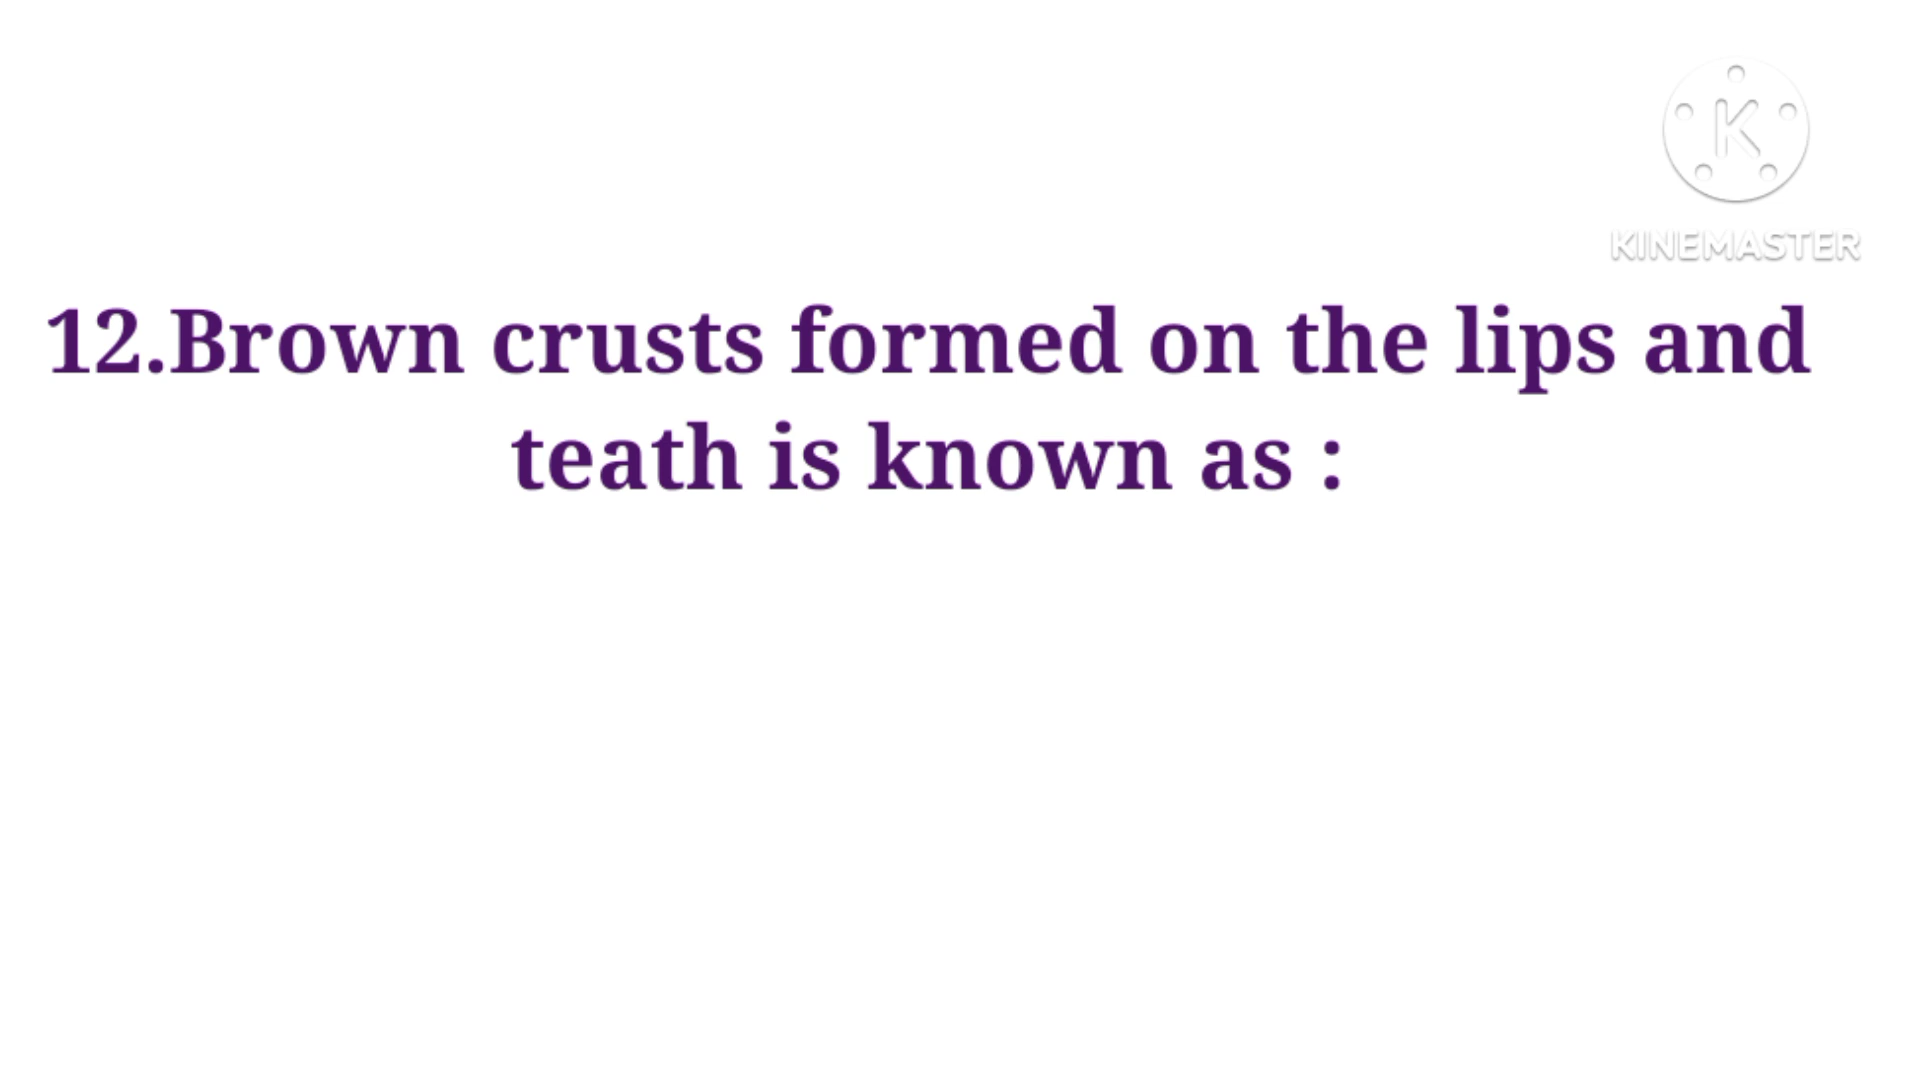 K
KINEMASTER
12.Brown crusts formed on the lips and
teath is known as :